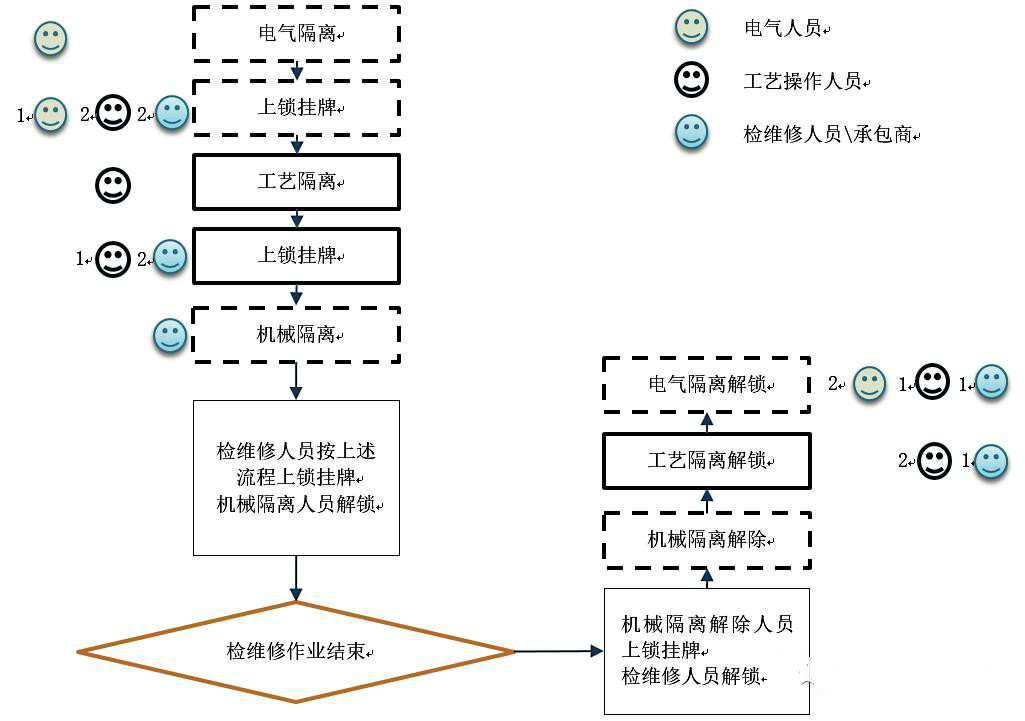 电气隔离
上锁挂牌
1 2 2
工艺隔离
上锁挂牌
1 2
机械隔离
检维修人员按上述
流程上锁挂牌
机械隔离人员解锁
检维修作业结束
电气人员
工艺操作人员
检维修人员\承包商
电气隔离解锁
2 1 1
工艺隔离解锁
2 1
机械隔离解除
机械隔离解除人员
上锁挂牌
检维修人员解锁